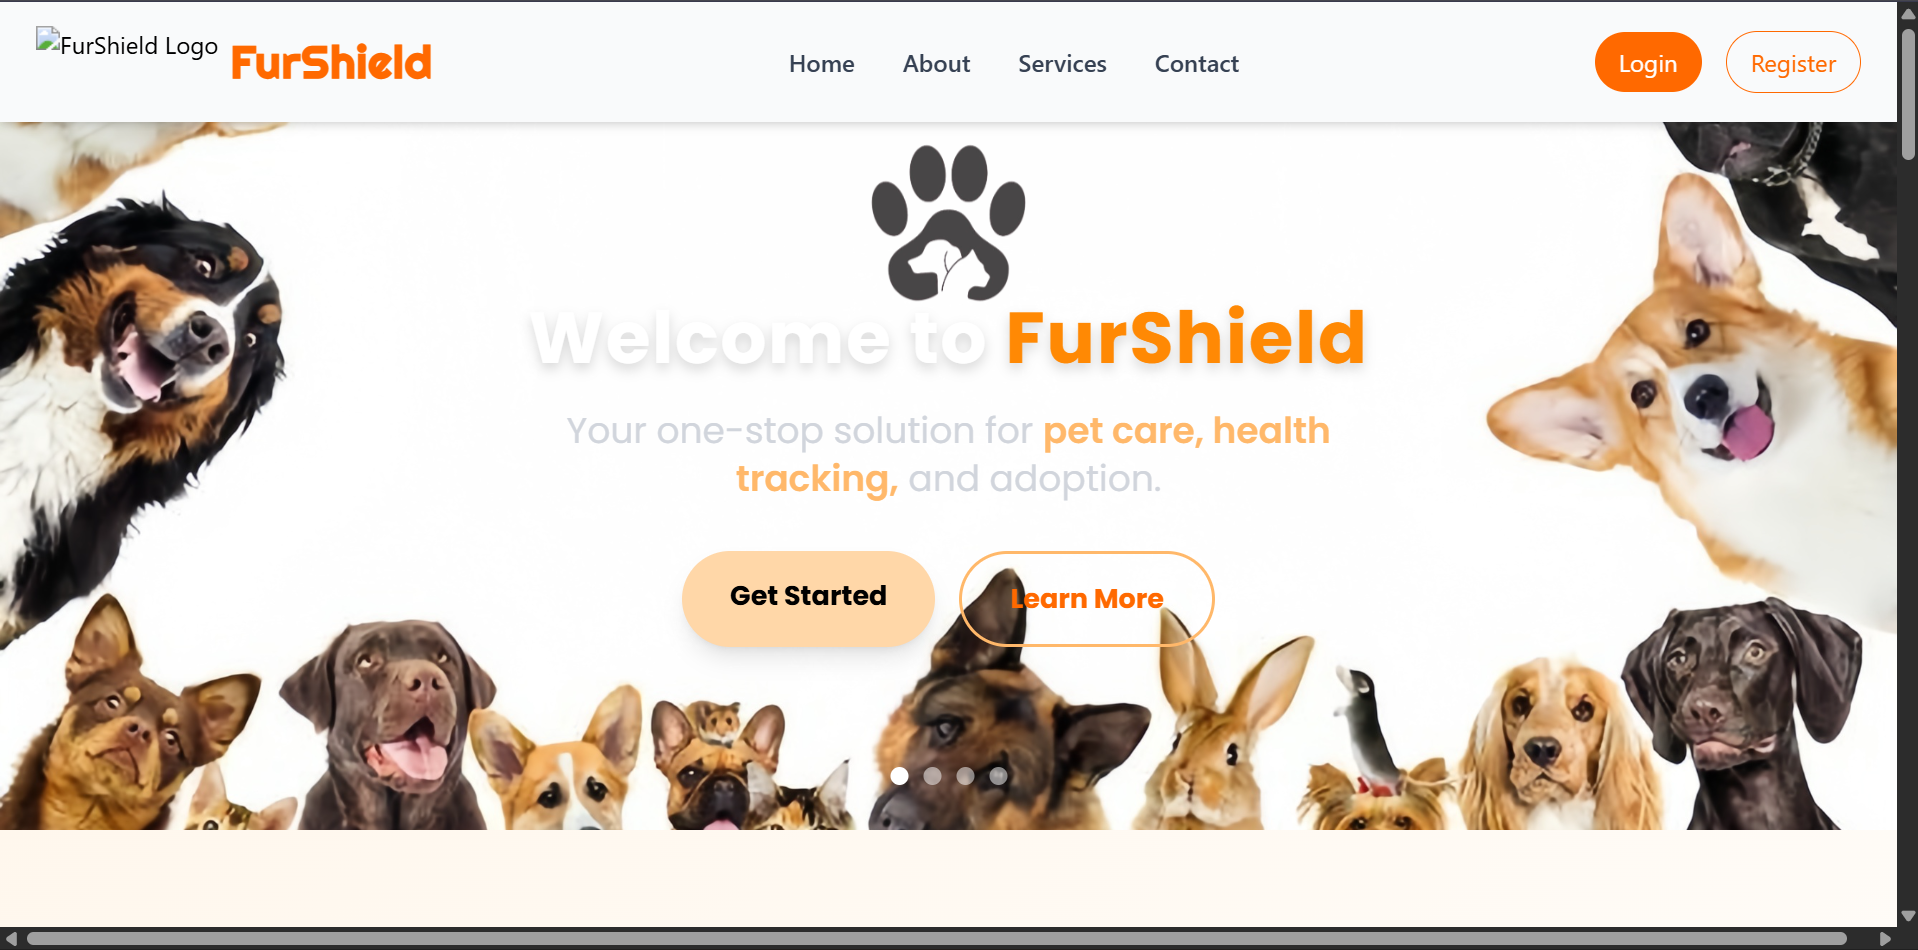 FurShield Logo
FurShield
Home
About
Services
Contact
Login
Register
Welcome to FurShield
Your one-stop solution for pet care, health
tracking, and adoption.
Get Started
Learn More